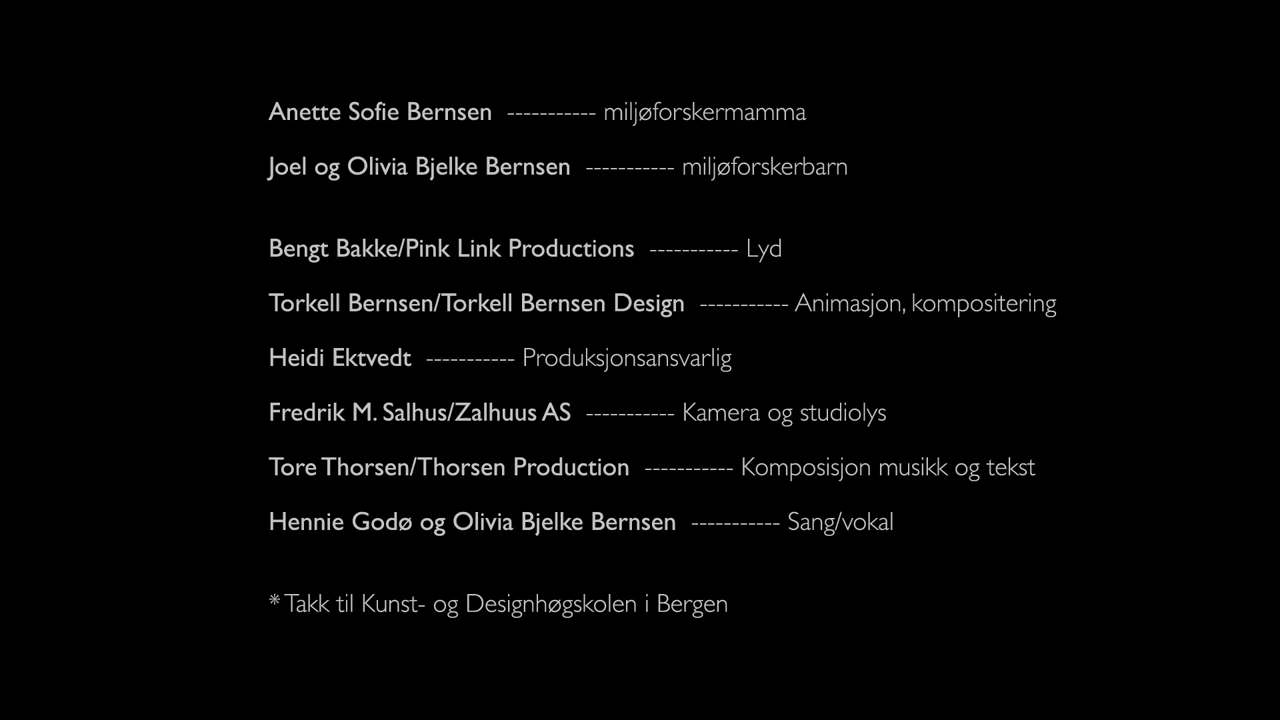 Anette Sofie Bernsen ----------- miljøforskermamma
Joel og Olivia Bjelke Bernsen ----------- miljøforskerbarn
Bengt Bakke/Pink Link Productions ----------- Lyd
Torkell Bernsen/Torkell Bernsen Design ----------- Animasjon, kompositering
Heidi Ektvedt ----------- Produksjonsansvarlig
Fredrik M. Salhus/Zalhuus AS ----------- Kamera og studiolys
Tore Thorsen/Thorsen Production ----------- Komposisjon musikk og tekst
Hennie Godø og Olivia Bjelke Bernsen ----------- Sang/vokal
* Takk til Kunst- og Designhøgskolen i Bergen